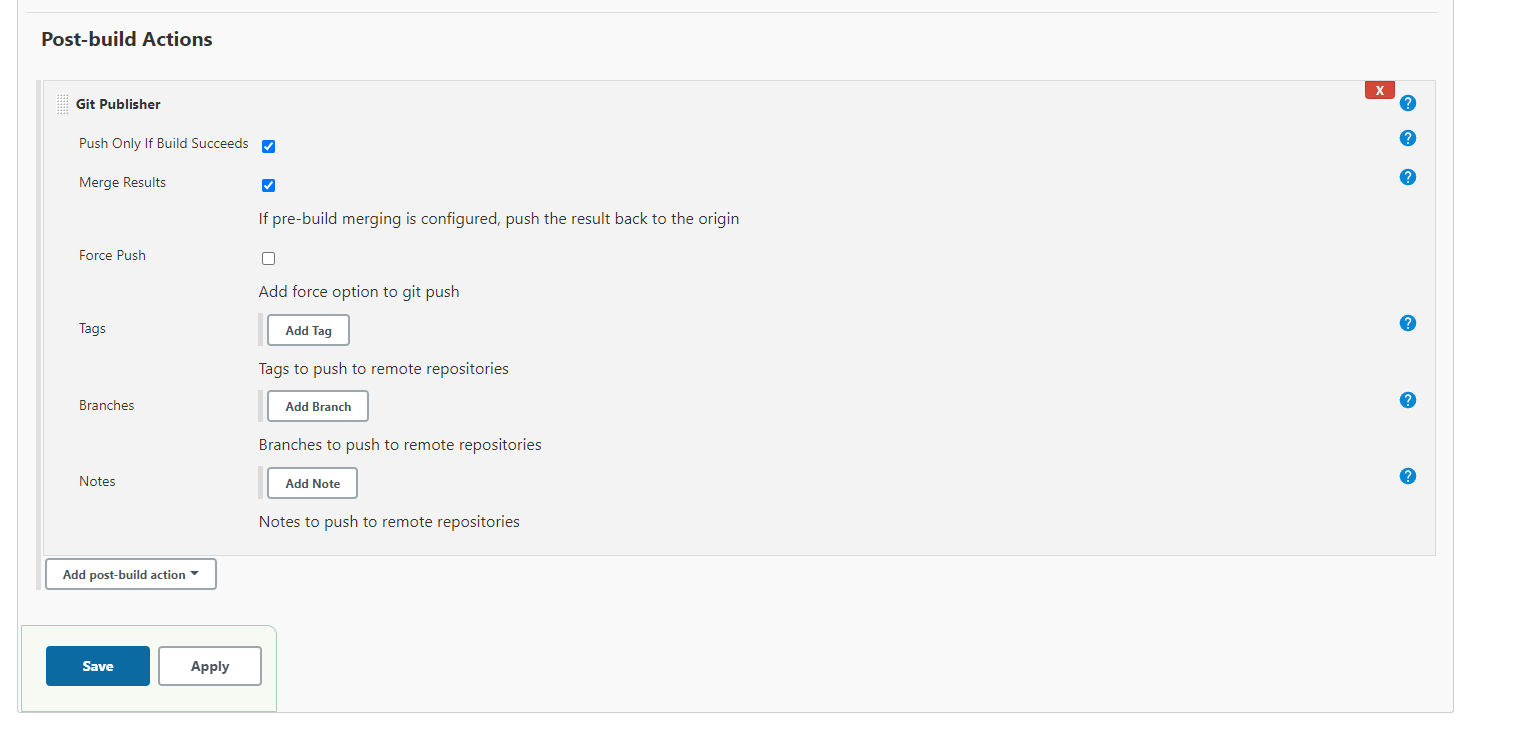 Post-build Actions
X
Git Publisher
?
Push Only If Build Succeeds
?
Merge Results
?
If pre-build merging is configured, push the result back to the origin
Force Push
Add force option to git push
Tags
Add Tag
?
Tags to push to remote repositories
Branches
Add Branch
?
Branches to push to remote repositories
Notes
Add Note
?
Notes to push to remote repositories
Add post-build action
Save
Apply